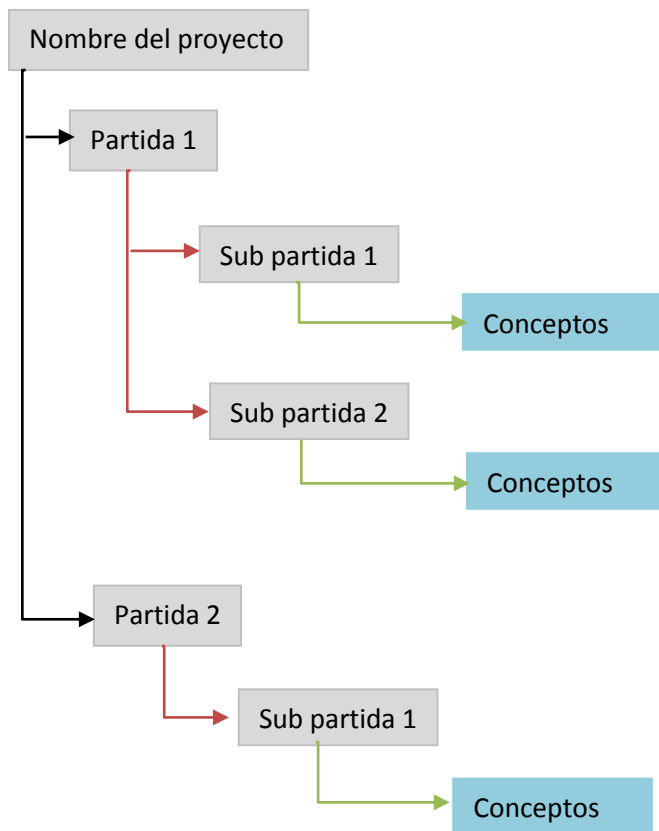 Nombre del proyecto
Partida 1
Sub partida 1
Conceptos
Sub partida 2
Conceptos
Partida 2
Sub partida 1
Conceptos